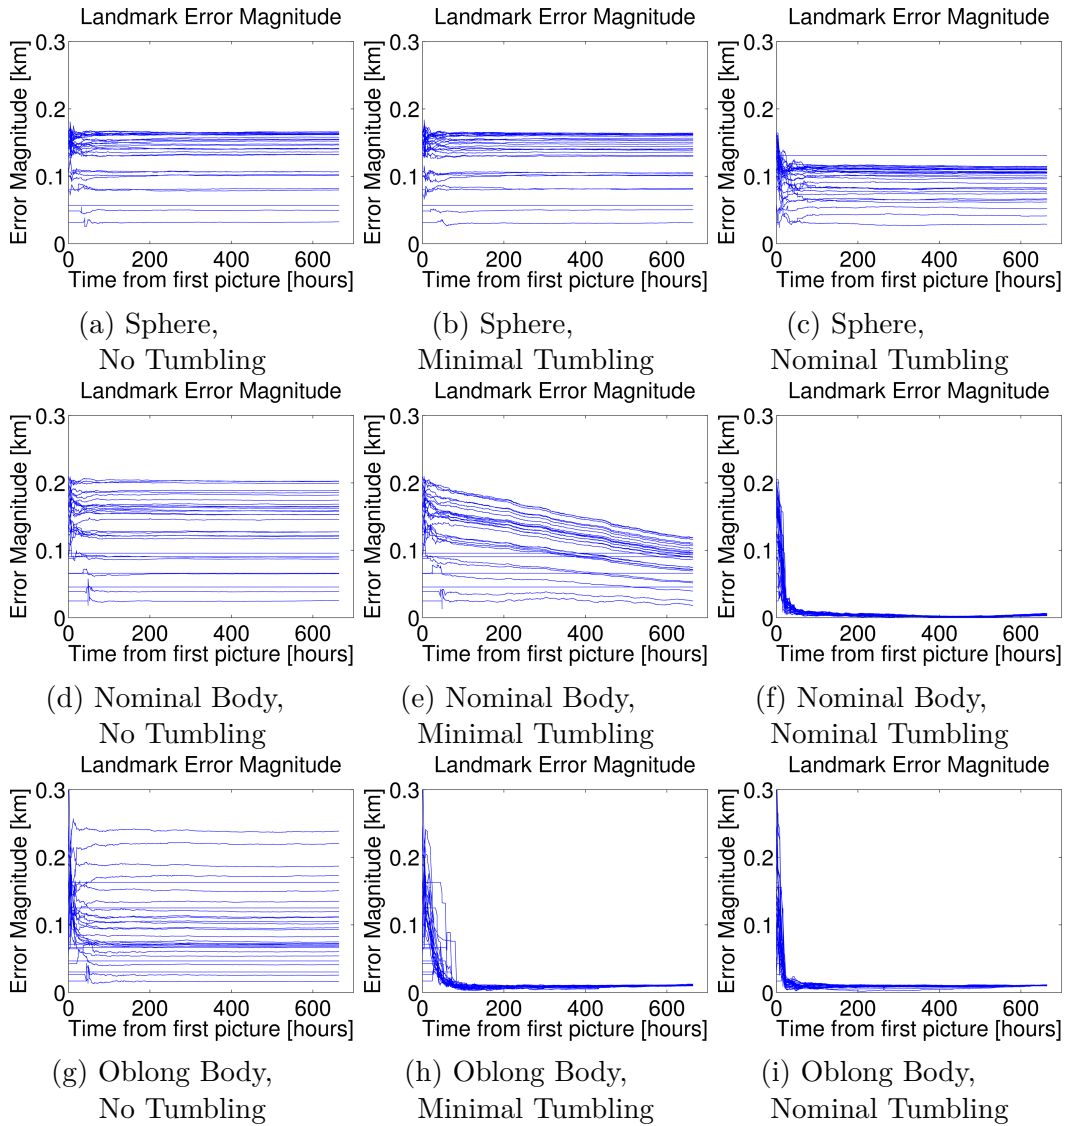 Landmark Error Magnitude
Error Magnitude [km]
0.3
0.2
0.1
0
0 200 400 600
Time from first picture [hours]
(a) Sphere,
No Tumbling
Landmark Error Magnitude
Error Magnitude [km]
0.3
0.2
0.1
0
0 200 400 600
Time from first picture [hours]
(b) Sphere,
Minimal Tumbling
Landmark Error Magnitude
Error Magnitude [km]
0.3
0.2
0.1
0
0 200 400 600
Time from first picture [hours]
(c) Sphere,
Nominal Tumbling
Landmark Error Magnitude
Error Magnitude [km]
0.3
0.2
0.1
0
0 200 400 600
Time from first picture [hours]
(d) Nominal Body,
No Tumbling
Landmark Error Magnitude
Error Magnitude [km]
0.3
0.2
0.1
0
0 200 400 600
Time from first picture [hours]
(e) Nominal Body,
Minimal Tumbling
Landmark Error Magnitude
Error Magnitude [km]
0.3
0.2
0.1
0
0 200 400 600
Time from first picture [hours]
(f) Nominal Body,
Nominal Tumbling
Landmark Error Magnitude
Error Magnitude [km]
0.3
0.2
0.1
0
0 200 400 600
Time from first picture [hours]
(g) Oblong Body,
No Tumbling
Landmark Error Magnitude
Error Magnitude [km]
0.3
0.2
0.1
0
0 200 400 600
Time from first picture [hours]
(h) Oblong Body,
Minimal Tumbling
Landmark Error Magnitude
Error Magnitude [km]
0.3
0.2
0.1
0
0 200 400 600
Time from first picture [hours]
(i) Oblong Body,
Nominal Tumbling